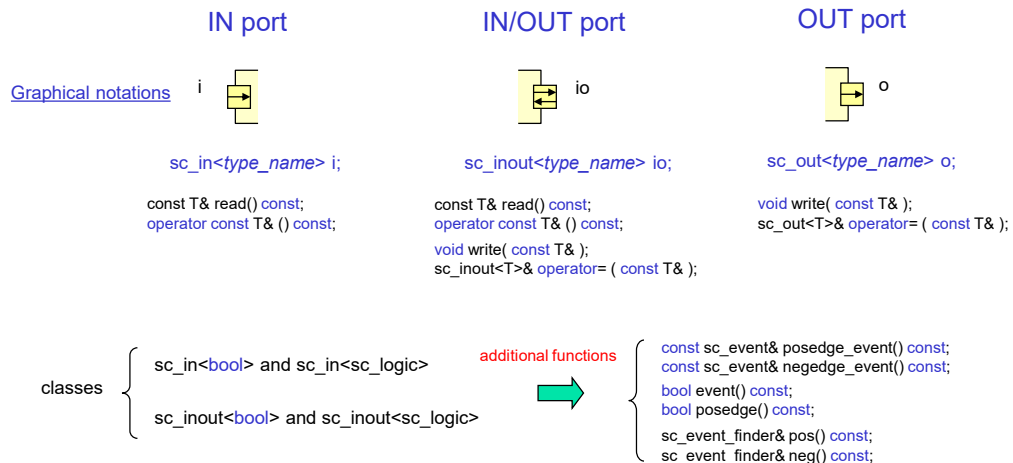 IN port
IN/OUT port
OUT port
Graphical notations
i
io
o
sc_in<type_name> i;
sc_inout<type_name> io;
sc_out<type_name> o;
const T& read() const;
operator const T& () const;
const T& read() const;
operator const T& () const;
void write( const T& );
sc_inout<T>& operator= ( const T& );
void write( const T& );
sc_out<T>& operator= ( const T& );
classes
sc_in<bool> and sc_in<sc_logic>
sc_inout<bool> and sc_inout<sc_logic>
additional functions
const sc_event& posedge_event() const;
const sc_event& negedge_event() const;
bool event() const;
bool posedge() const;
sc_event_finder& pos() const;
sc_event_finder& neg() const;